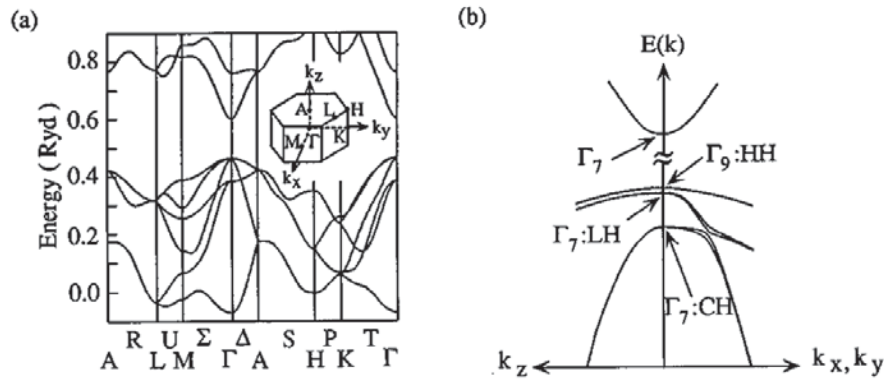 (a)
Energy ( Ryd )
0.8
0.6
0.4
0.2
0.0
k_z
A L H
M Γ K k_y
k_x
R U Σ Δ S P T
A L M Γ A H K Γ
(b)
E(k)
Γ₇
Γ₉:HH
Γ₇:LH
Γ₇:CH
k_z
k_x, k_y